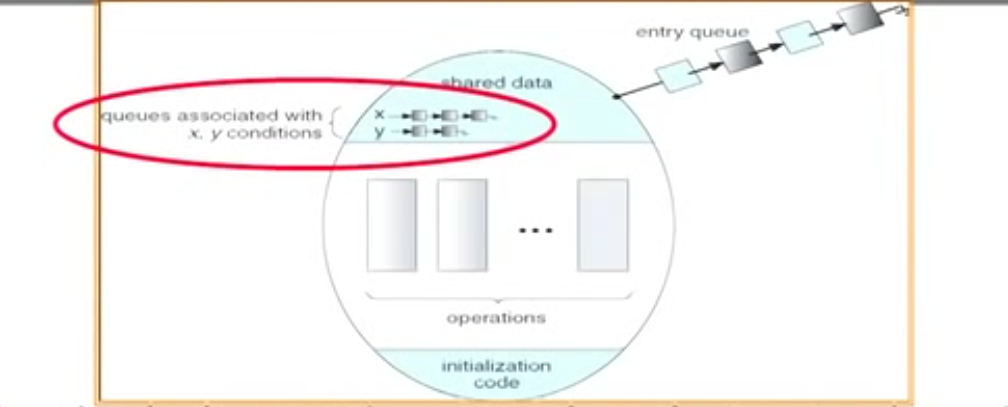 entry queue
shared data
queues associated with
x, y conditions
x
y
...
operations
initialization
code